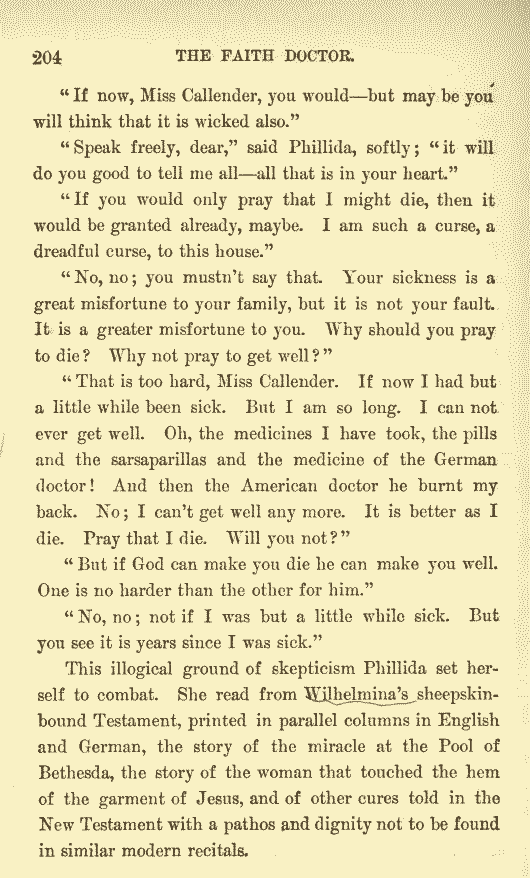 204 THE FAITH DOCTOR.
“If now, Miss Callender, you would—but may be you
will think that it is wicked also.”
“Speak freely, dear,” said Phillida, softly; “it will
do you good to tell me all—all that is in your heart.”
“If you would only pray that I might die, then it
would be granted already, maybe. I am such a curse, a
dreadful curse, to this house.”
“No, no; you mustn't say that. Your sickness is a
great misfortune to your family, but it is not your fault.
It is a greater misfortune to you. Why should you pray
to die? Why not pray to get well?”
“That is too hard, Miss Callender. If now I had but
a little while been sick. But I am so long. I can not
ever get well. Oh, the medicines I have took, the pills
and the sarsaparillas and the medicine of the German
doctor! And then the American doctor he burnt my
back. No; I can't get well any more. It is better as I
die. Pray that I die. Will you not?”
“But if God can make you die he can make you well.
One is no harder than the other for him.”
“No, no; not if I was but a little while sick. But
you see it is years since I was sick.”
This illogical ground of skepticism Phillida set her-
self to combat. She read from Wilhelmina's sheepskin-
bound Testament, printed in parallel columns in English
and German, the story of the miracle at the Pool of
Bethesda, the story of the woman that touched the hem
of the garment of Jesus, and of other cures told in the
New Testament with a pathos and dignity not to be found
in similar modern recitals.